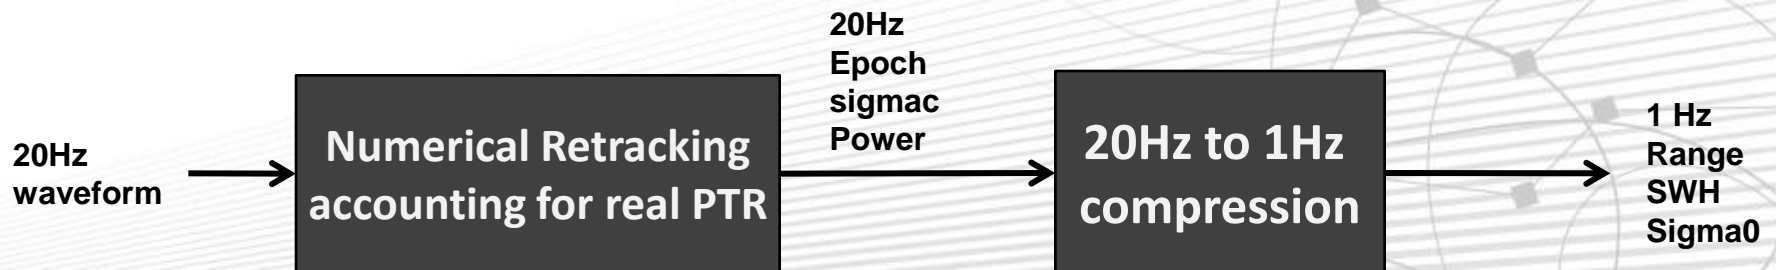 20Hz
waveform
Numerical Retracking
accounting for real PTR
20Hz
Epoch
sigmac
Power
20Hz to 1Hz
compression
1 Hz
Range
SWH
Sigma0